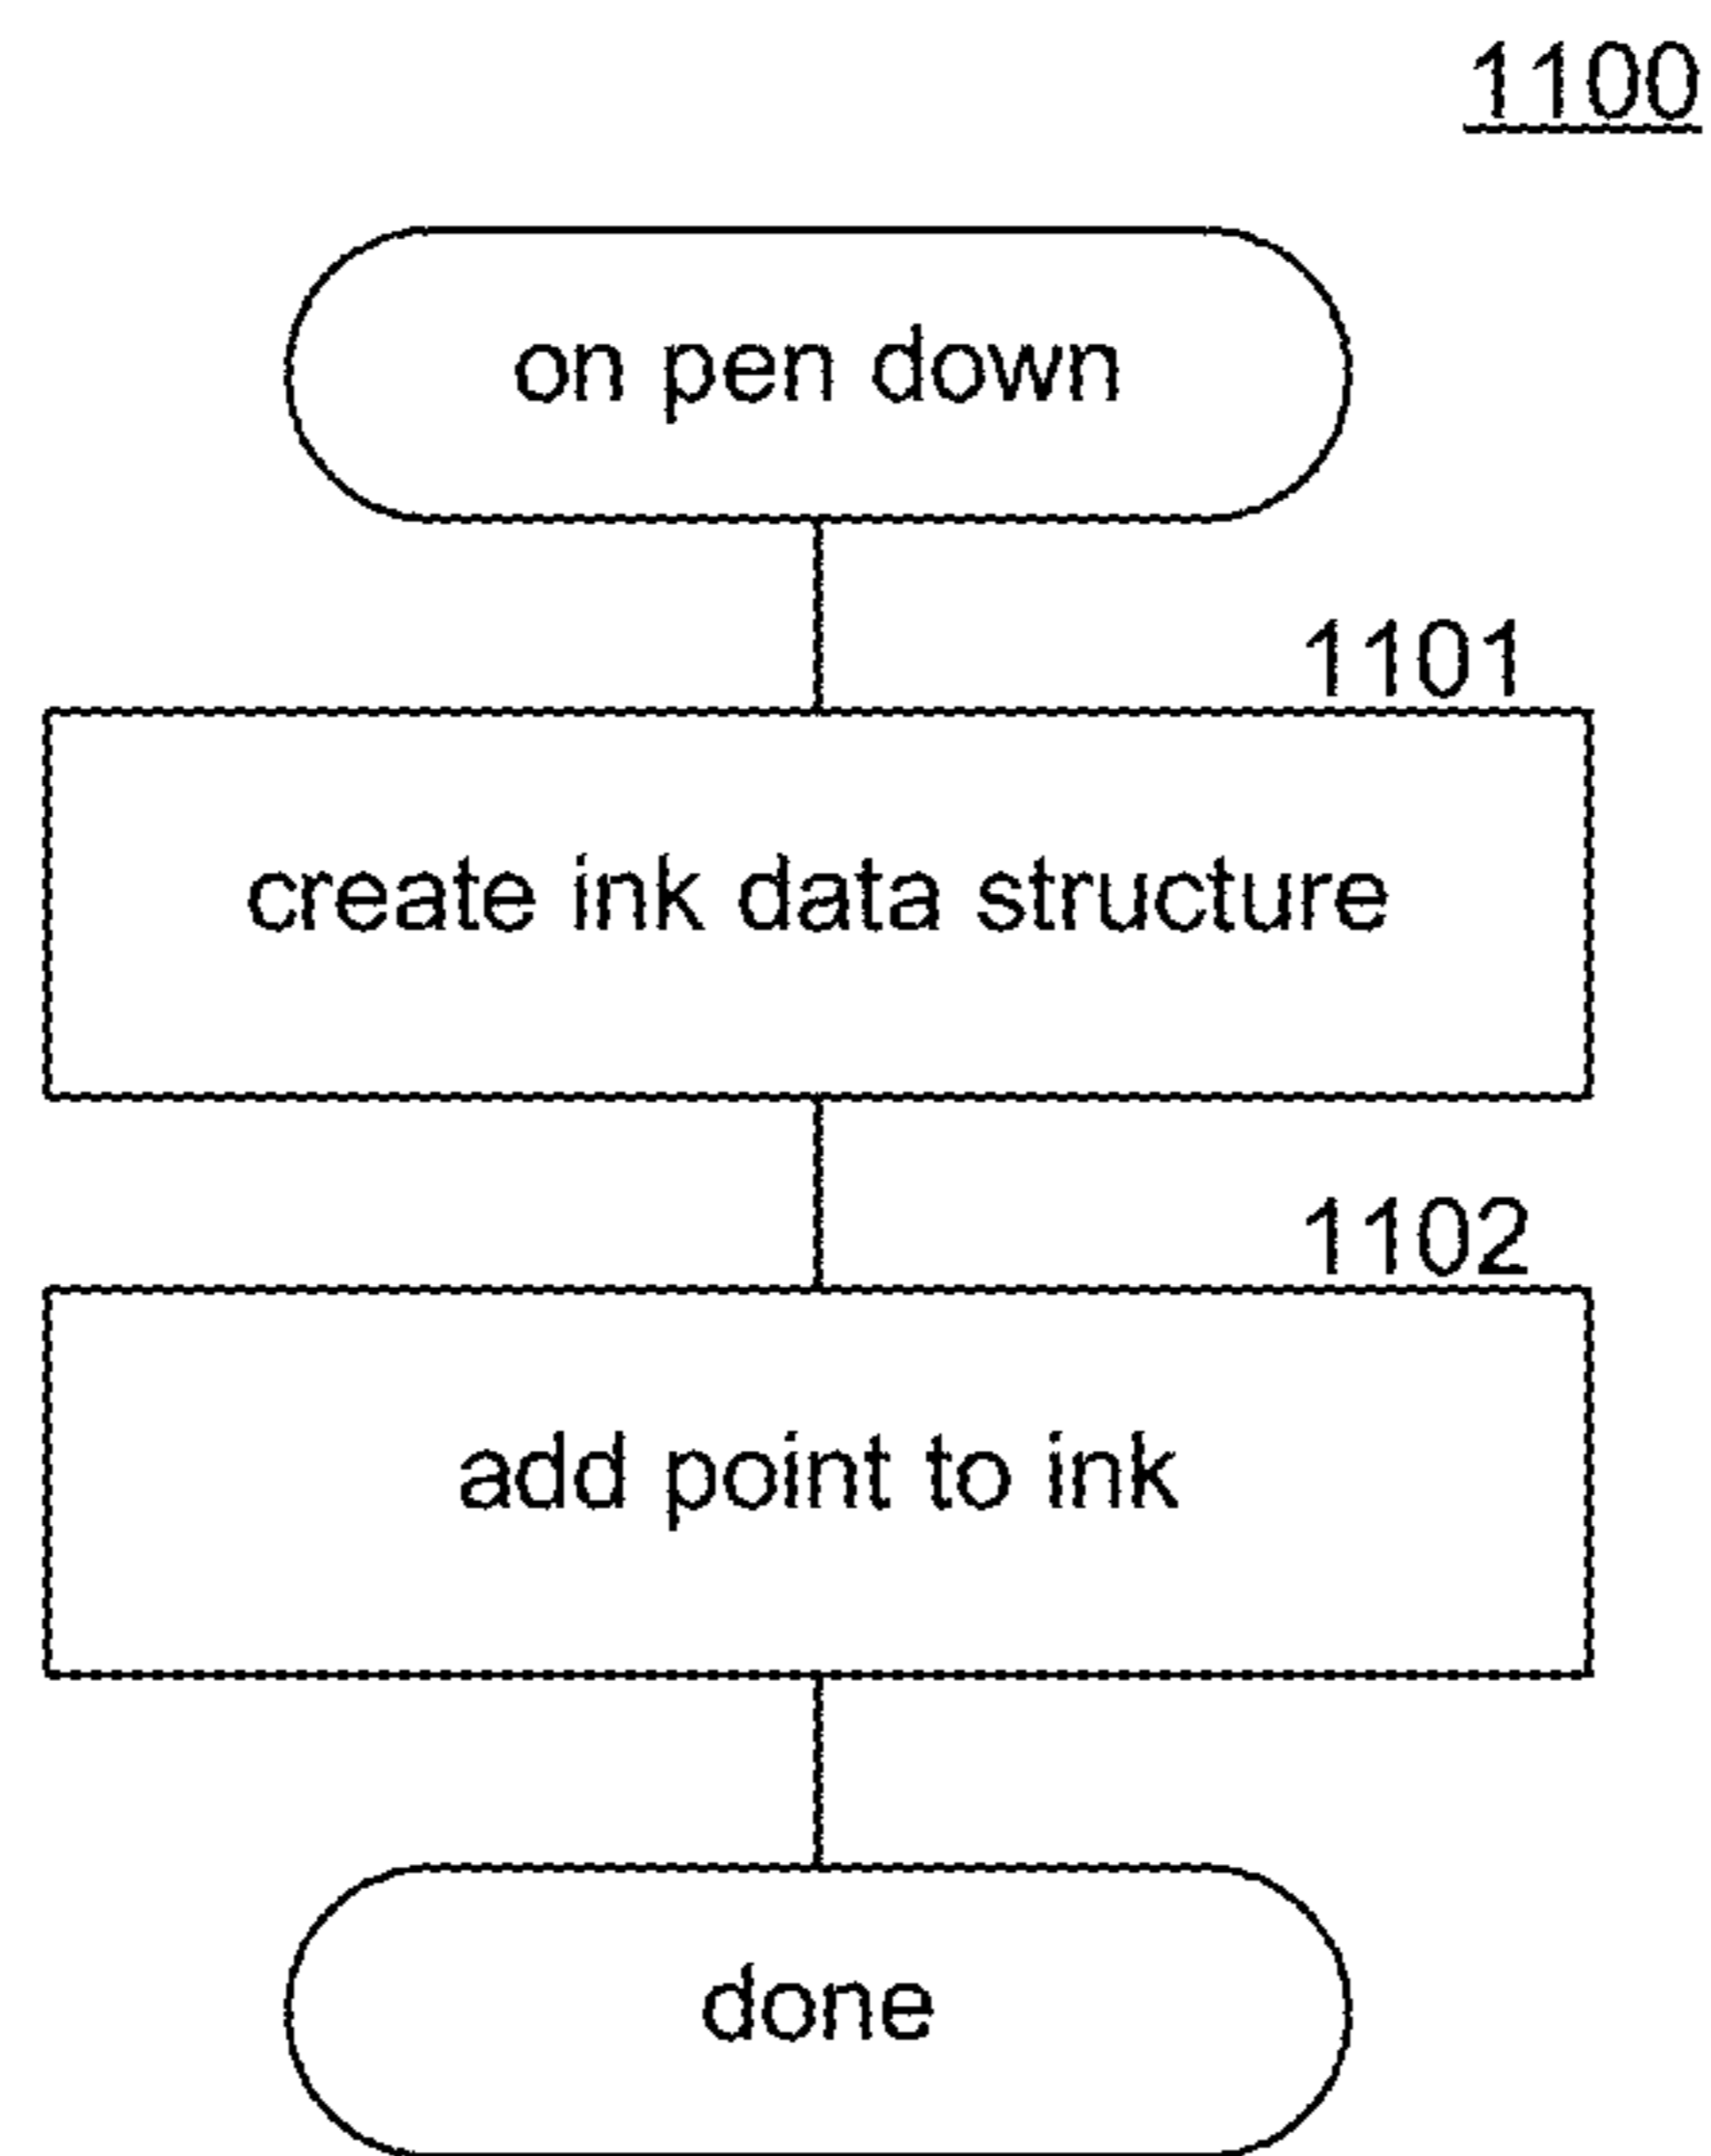 1100
on pen down
1101
create ink data structure
1102
add point to ink
done